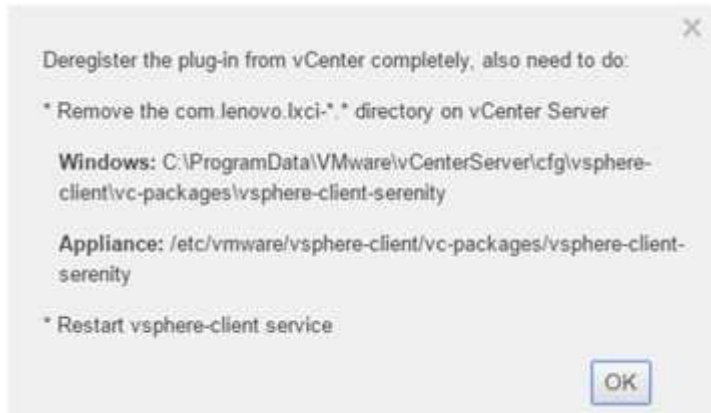 Deregister the plug-in from vCenter completely, also need to do:
* Remove the com.lenovo.lxci-*.* directory on vCenter Server
Windows: C:\ProgramData\VMware\vCenterServer\cfg\vsphere-
client\vc-packages\vsphere-client-serenity
Appliance: /etc/vmware/vsphere-client/vc-packages/vsphere-client-
serenity
* Restart vsphere-client service
OK